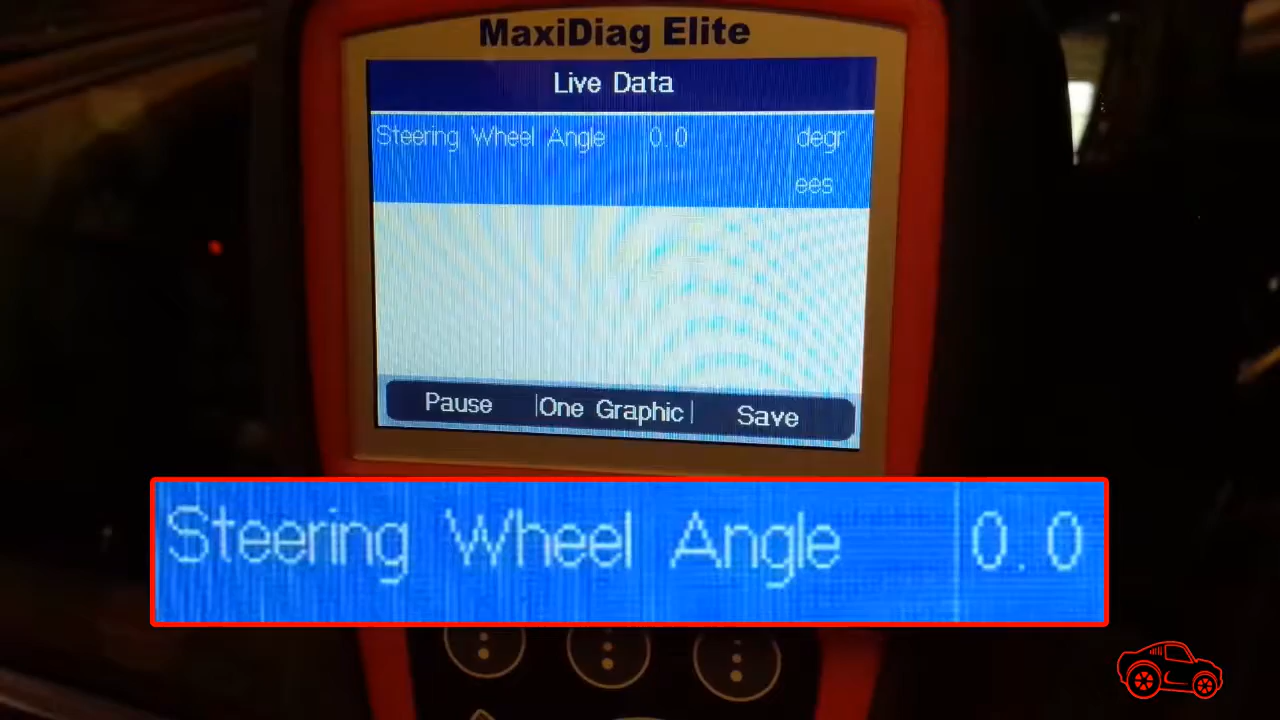 MaxiDiag Elite
Live Data
Steering Wheel Angle 0.0 degr
ees
Pause |One Graphic| Save
Steering Wheel Angle 0.0